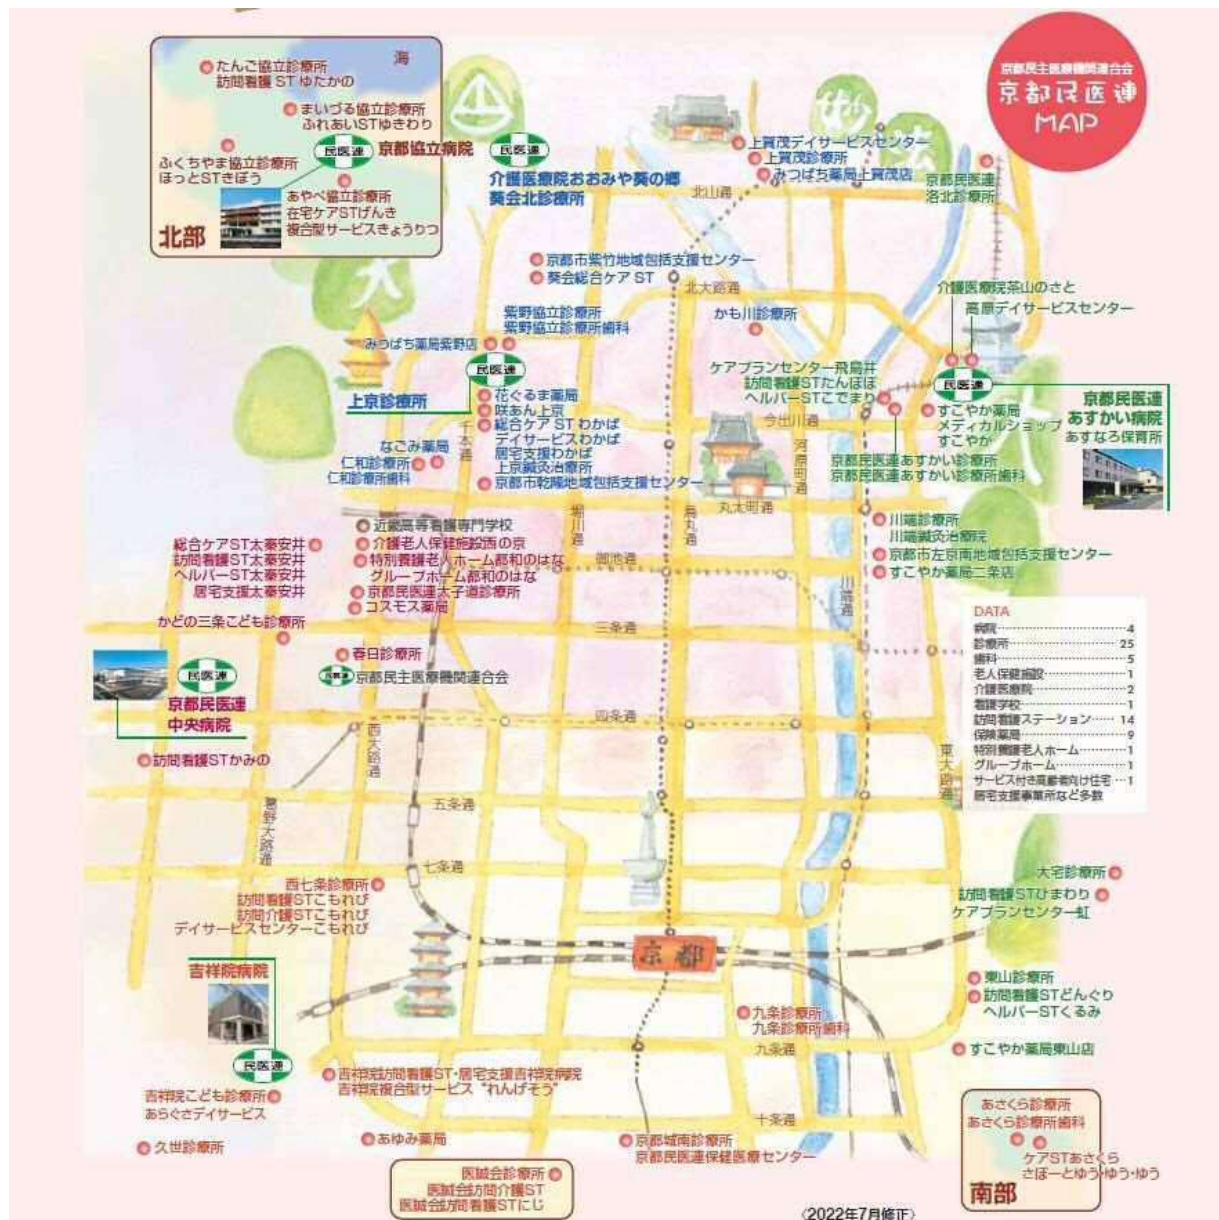 京都民主医療機関連合会
京都民医連
MAP
海
たんご協立診療所
訪問看護 ST ゆたかの
まいづる協立診療所
ふれあいSTゆきわり
民医連
京都協立病院
ふくちやま協立診療所
ほっとSTきぼう
あやべ協立診療所
在宅ケアSTげんき
複合型サービスきょうりつ
北部
民医連
介護医療院おおみや葵の郷
葵会北診療所
妙
法
上賀茂デイサービスセンター
上賀茂診療所
みつばち薬局上賀茂店
北山通
京都民医連
洛北診療所
大
京都市紫竹地域包括支援センター
葵会総合ケア ST
北大路通
介護医療院茶山のさと
高原デイサービスセンター
紫野協立診療所
紫野協立診療所歯科
みつばち薬局紫野店
かも川診療所
民医連
上京診療所
花ぐるま薬局
咲あん上京
総合ケア ST わかば
デイサービスわかば
居宅支援わかば
上京鍼灸治療所
京都市乾隆地域包括支援センター
千本通
なごみ薬局
仁和診療所
仁和診療所歯科
ケアプランセンター飛鳥井
訪問看護STたんぽぽ
ヘルパーSTこでまり
民医連
大
京都民医連
あすかい病院
あすなろ保育所
すこやか薬局
メディカルショップ
すこやか
今出川通
河原町通
京都民医連あすかい診療所
京都民医連あすかい診療所歯科
丸太町通
堀川通
烏丸通
川端診療所
川端鍼灸治療院
京都市左京南地域包括支援センター
すこやか薬局二条店
川端通
近畿高等看護専門学校
介護老人保健施設西の京
特別養護老人ホーム都和のはな
グループホーム都和のはな
京都民医連太子道診療所
コスモス薬局
御池通
総合ケアST太秦安井
訪問看護ST太秦安井
ヘルパーST太秦安井
居宅支援太秦安井
かどの三条こども診療所
三条通
春日診療所
民医連
京都民主医療機関連合会
民医連
京都民医連
中央病院
四条通
西大路通
訪問看護STかみの
葛野大路通
五条通
七条通
東大路通
DATA
病院 4
診療所 25
歯科 5
老人保健施設 1
介護医療院 2
看護学校 1
訪問看護ステーション 14
保険薬局 9
特別養護老人ホーム 1
グループホーム 1
サービス付き高齢者向け住宅 1
居宅支援事業所など多数
西七条診療所
訪問看護STこもれび
訪問介護STこもれび
デイサービスセンターこもれび
京都
大宅診療所
訪問看護STひまわり
ケアプランセンター虹
東山診療所
訪問看護STどんぐり
ヘルパーSTくるみ
すこやか薬局東山店
吉祥院病院
民医連
九条診療所
九条診療所歯科
九条通
吉祥院訪問看護ST・居宅支援吉祥院病院
吉祥院複合型サービス “れんげそう”
吉祥院こども診療所
あらぐさデイサービス
久世診療所
あゆみ薬局
十条通
京都城南診療所
京都民医連保健医療センター
医誠会診療所
医誠会訪問介護ST
医誠会訪問看護STにじ
あさくら診療所
あさくら診療所歯科
ケアSTあさくら
さぽーとゆう・ゆう・ゆう
南部
〈2022年7月修正〉